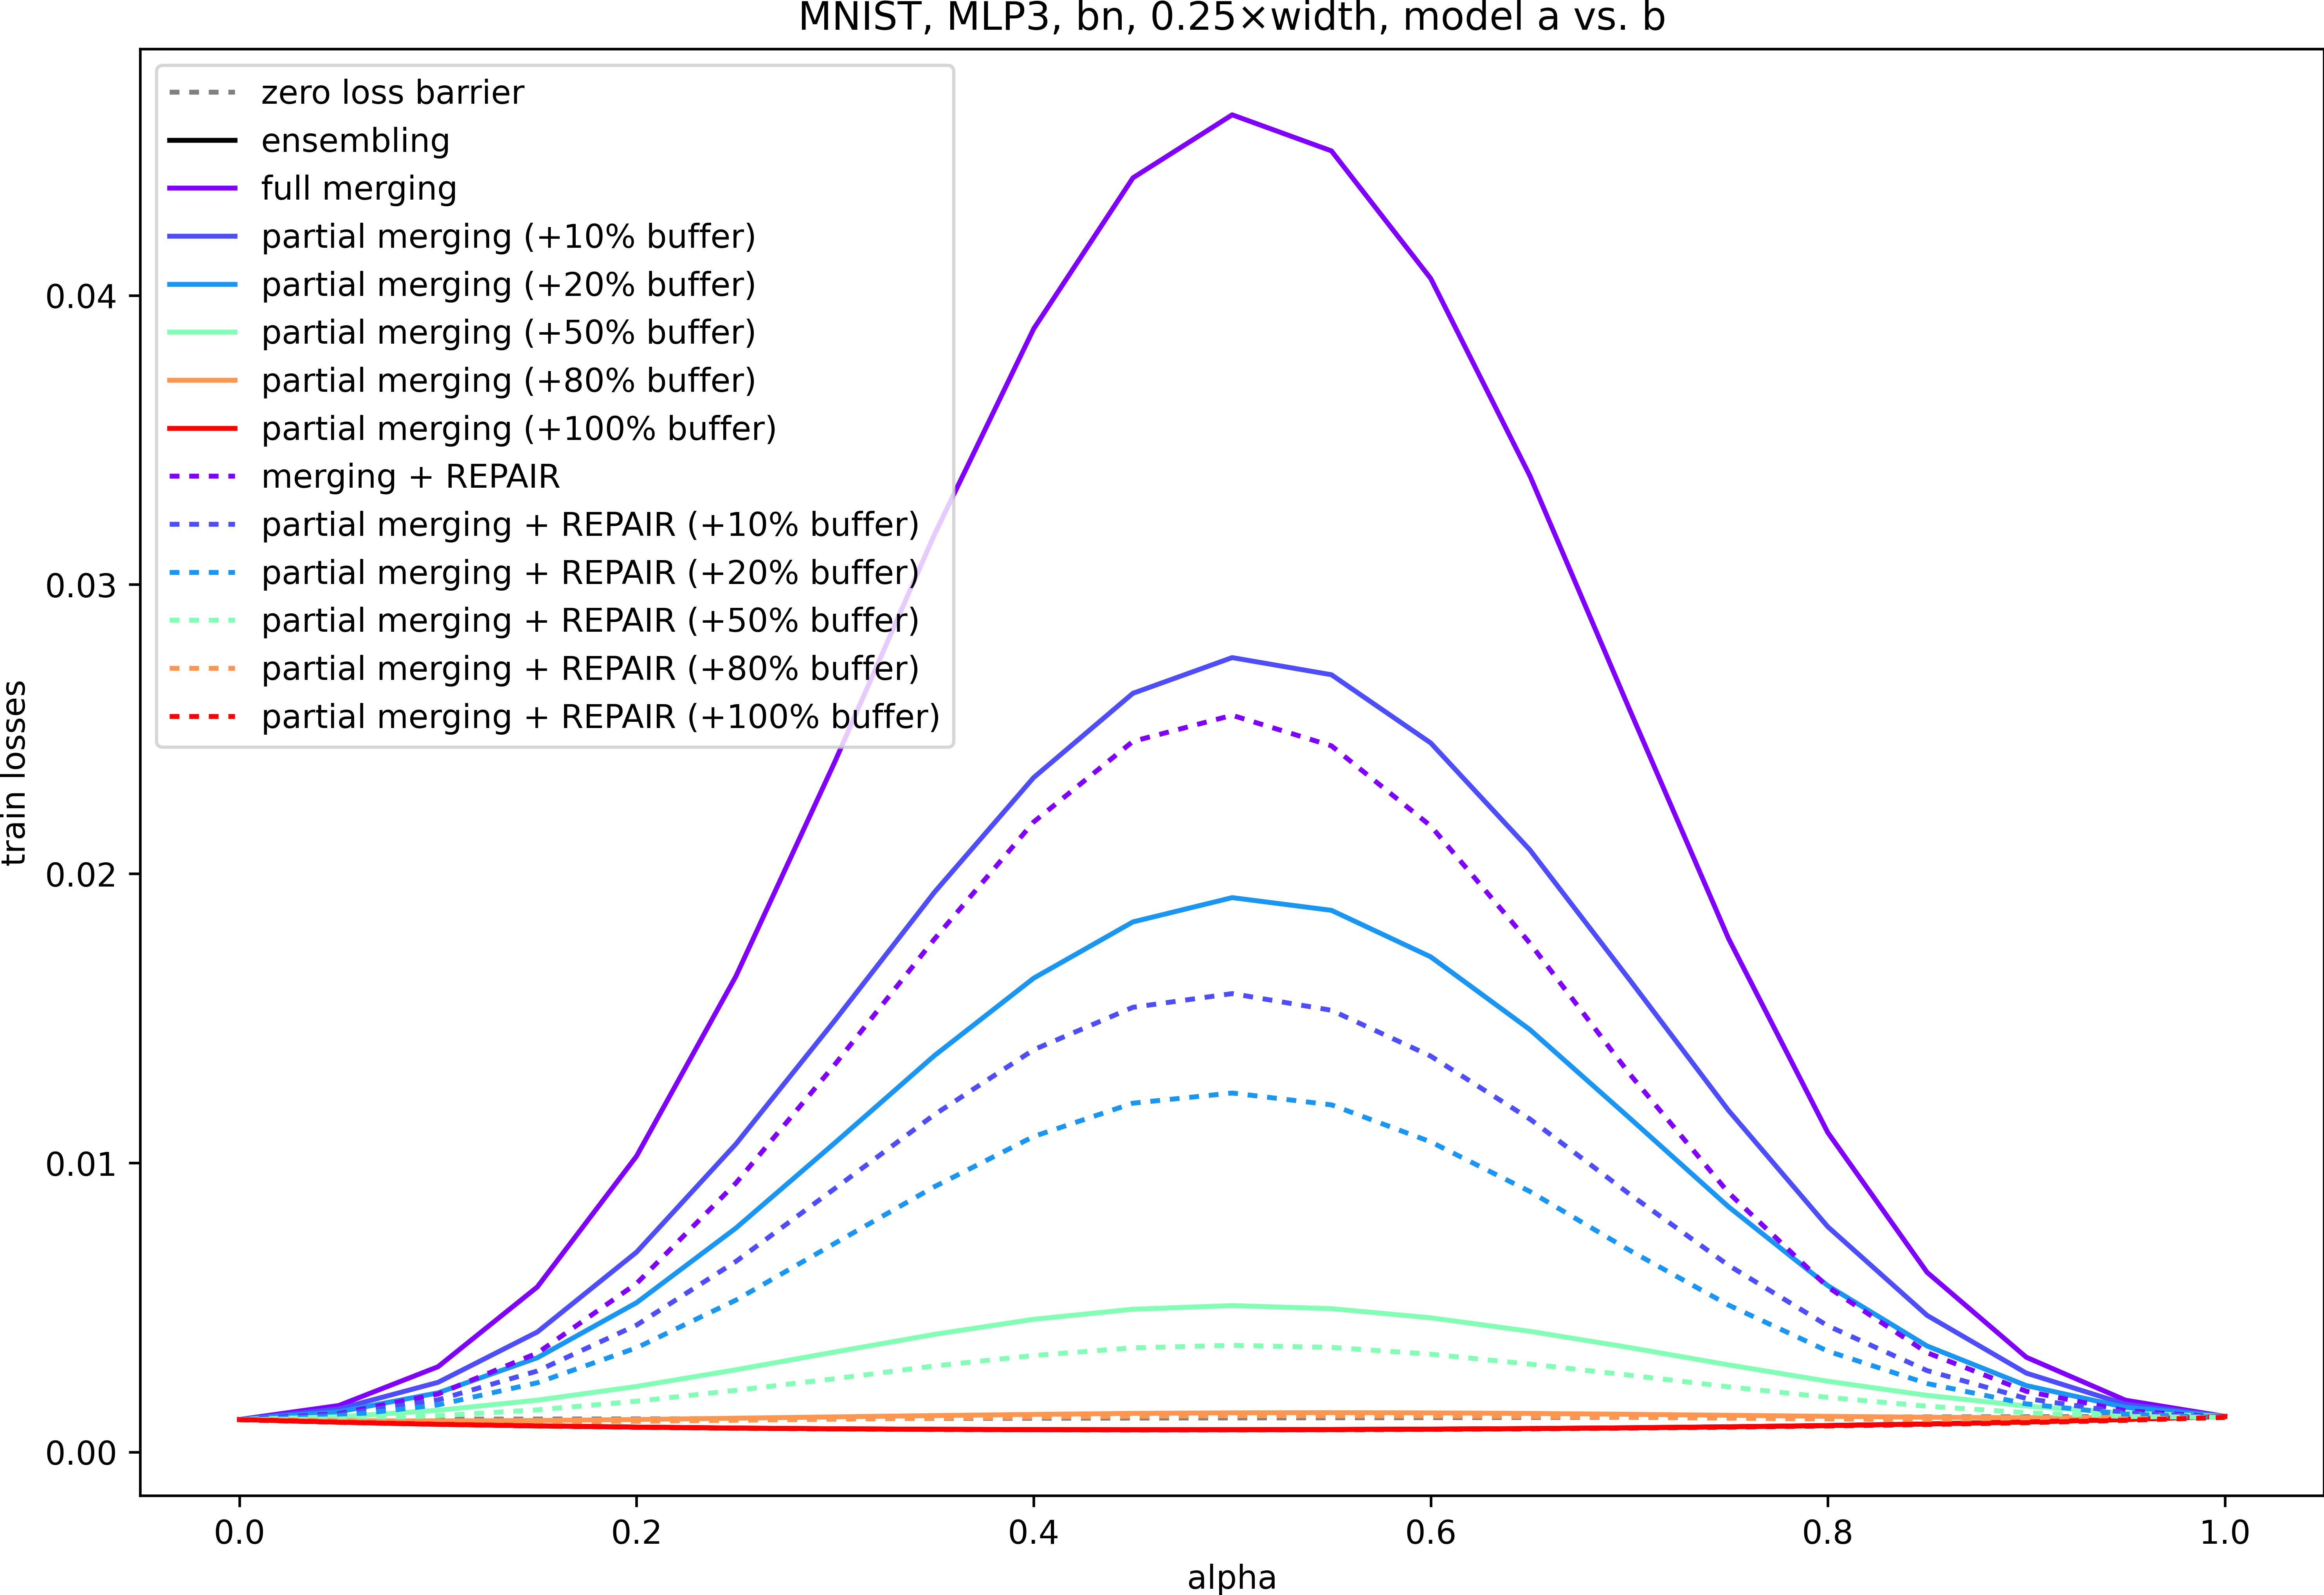 MNIST, MLP3, bn, 0.25×width, model a vs. b
zero loss barrier
ensembling
full merging
partial merging (+10% buffer)
partial merging (+20% buffer)
partial merging (+50% buffer)
partial merging (+80% buffer)
partial merging (+100% buffer)
merging + REPAIR
partial merging + REPAIR (+10% buffer)
partial merging + REPAIR (+20% buffer)
partial merging + REPAIR (+50% buffer)
partial merging + REPAIR (+80% buffer)
partial merging + REPAIR (+100% buffer)
train losses
0.04
0.03
0.02
0.01
0.00
0.0 0.2 0.4 0.6 0.8 1.0
alpha